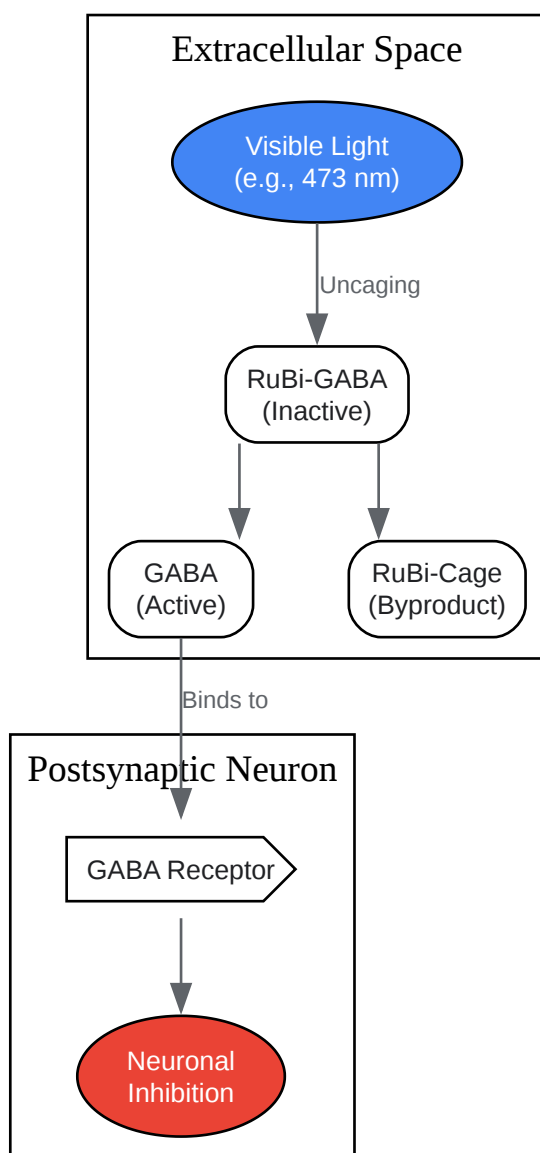 Extracellular Space
Visible Light
(e.g., 473 nm)
Uncaging
RuBi-GABA
(Inactive)
GABA
(Active)
RuBi-Cage
(Byproduct)
Binds to
Postsynaptic Neuron
GABA Receptor
Neuronal
Inhibition